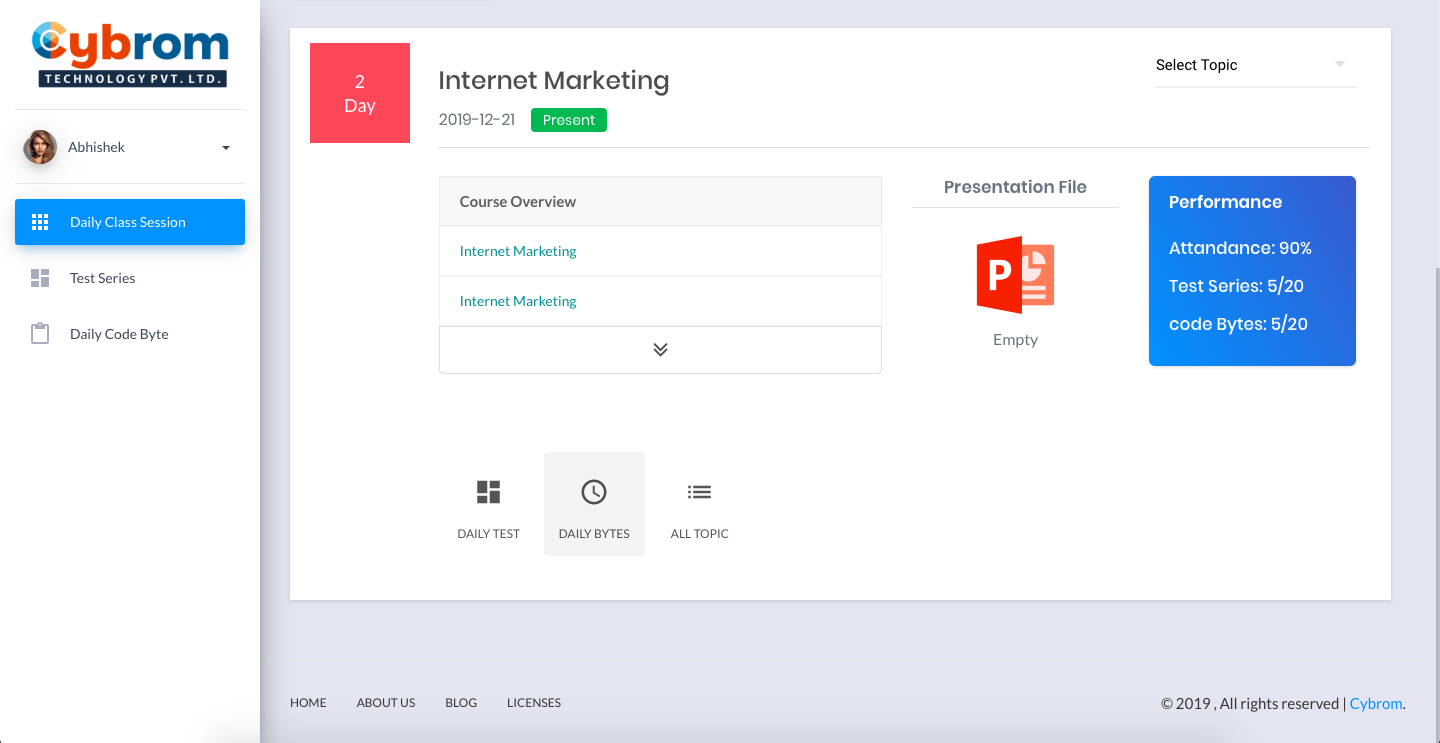 Cybrom
TECHNOLOGY PVT. LTD.
Abhishek
Daily Class Session
Test Series
Daily Code Byte
2
Day
Internet Marketing
2019-12-21 Present
Select Topic
Course Overview
Internet Marketing
Internet Marketing
Presentation File
P
Empty
Performance
Attandance: 90%
Test Series: 5/20
code Bytes: 5/20
DAILY TEST
DAILY BYTES
ALL TOPIC
HOME ABOUT US BLOG LICENSES
© 2019 , All rights reserved | Cybrom.